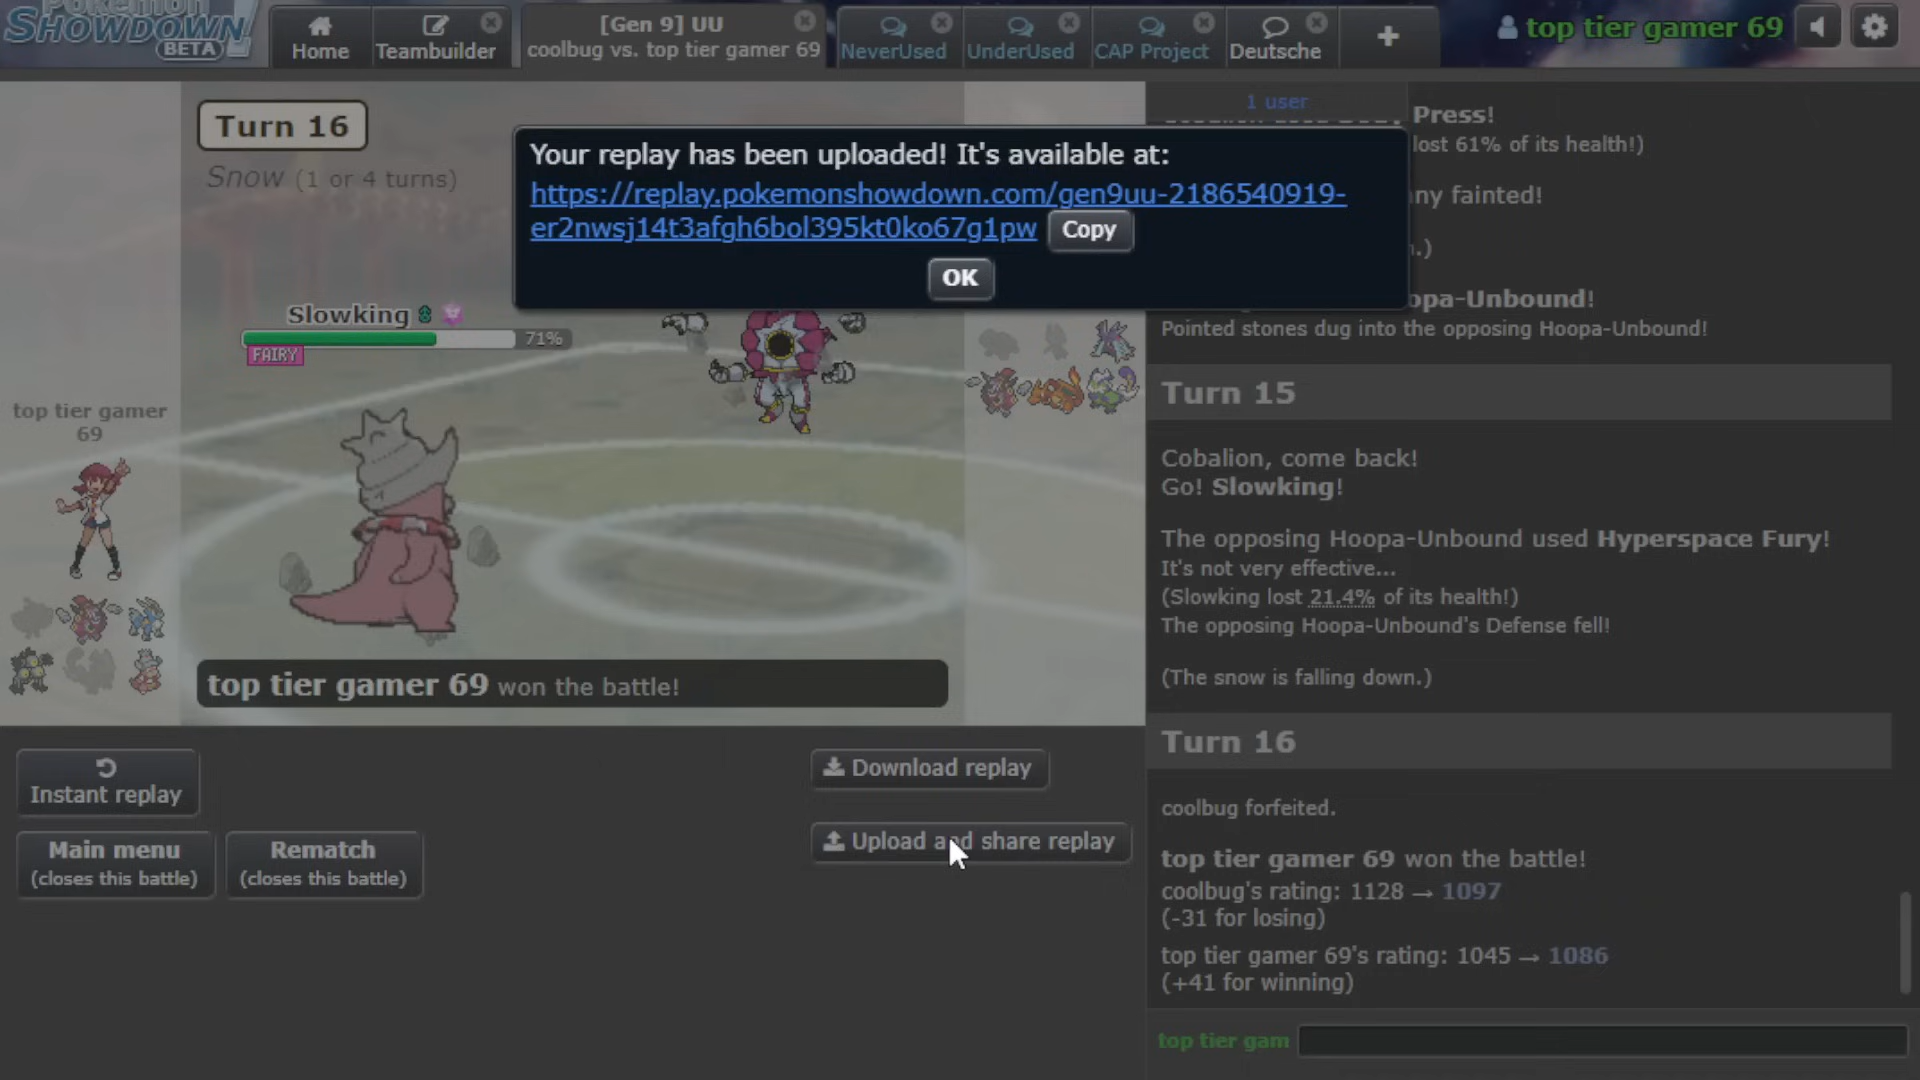 Pokémon
SHOWDOWN
BETA
Home
Teambuilder
[Gen 9] UU
coolbug vs. top tier gamer 69
NeverUsed
UnderUsed
CAP Project
Deutsche
+
top tier gamer 69
Turn 16
Snow (1 or 4 turns)
Your replay has been uploaded! It's available at:
https://replay.pokemonshowdown.com/gen9uu-2186540919-
er2nwsj14t3afgh6bol395kt0ko67g1pw Copy
OK
Slowking
71%
FAIRY
top tier gamer
69
top tier gamer 69 won the battle!
Instant replay
Download replay
Upload and share replay
Main menu
(closes this battle)
Rematch
(closes this battle)
1 user
Press!
lost 61% of its health!)
ny fainted!
.)
opa-Unbound!
Pointed stones dug into the opposing Hoopa-Unbound!
Turn 15
Cobalion, come back!
Go! Slowking!
The opposing Hoopa-Unbound used Hyperspace Fury!
It's not very effective...
(Slowking lost 21.4% of its health!)
The opposing Hoopa-Unbound's Defense fell!
(The snow is falling down.)
Turn 16
coolbug forfeited.
top tier gamer 69 won the battle!
coolbug's rating: 1128 → 1097
(-31 for losing)
top tier gamer 69's rating: 1045 → 1086
(+41 for winning)
top tier gam